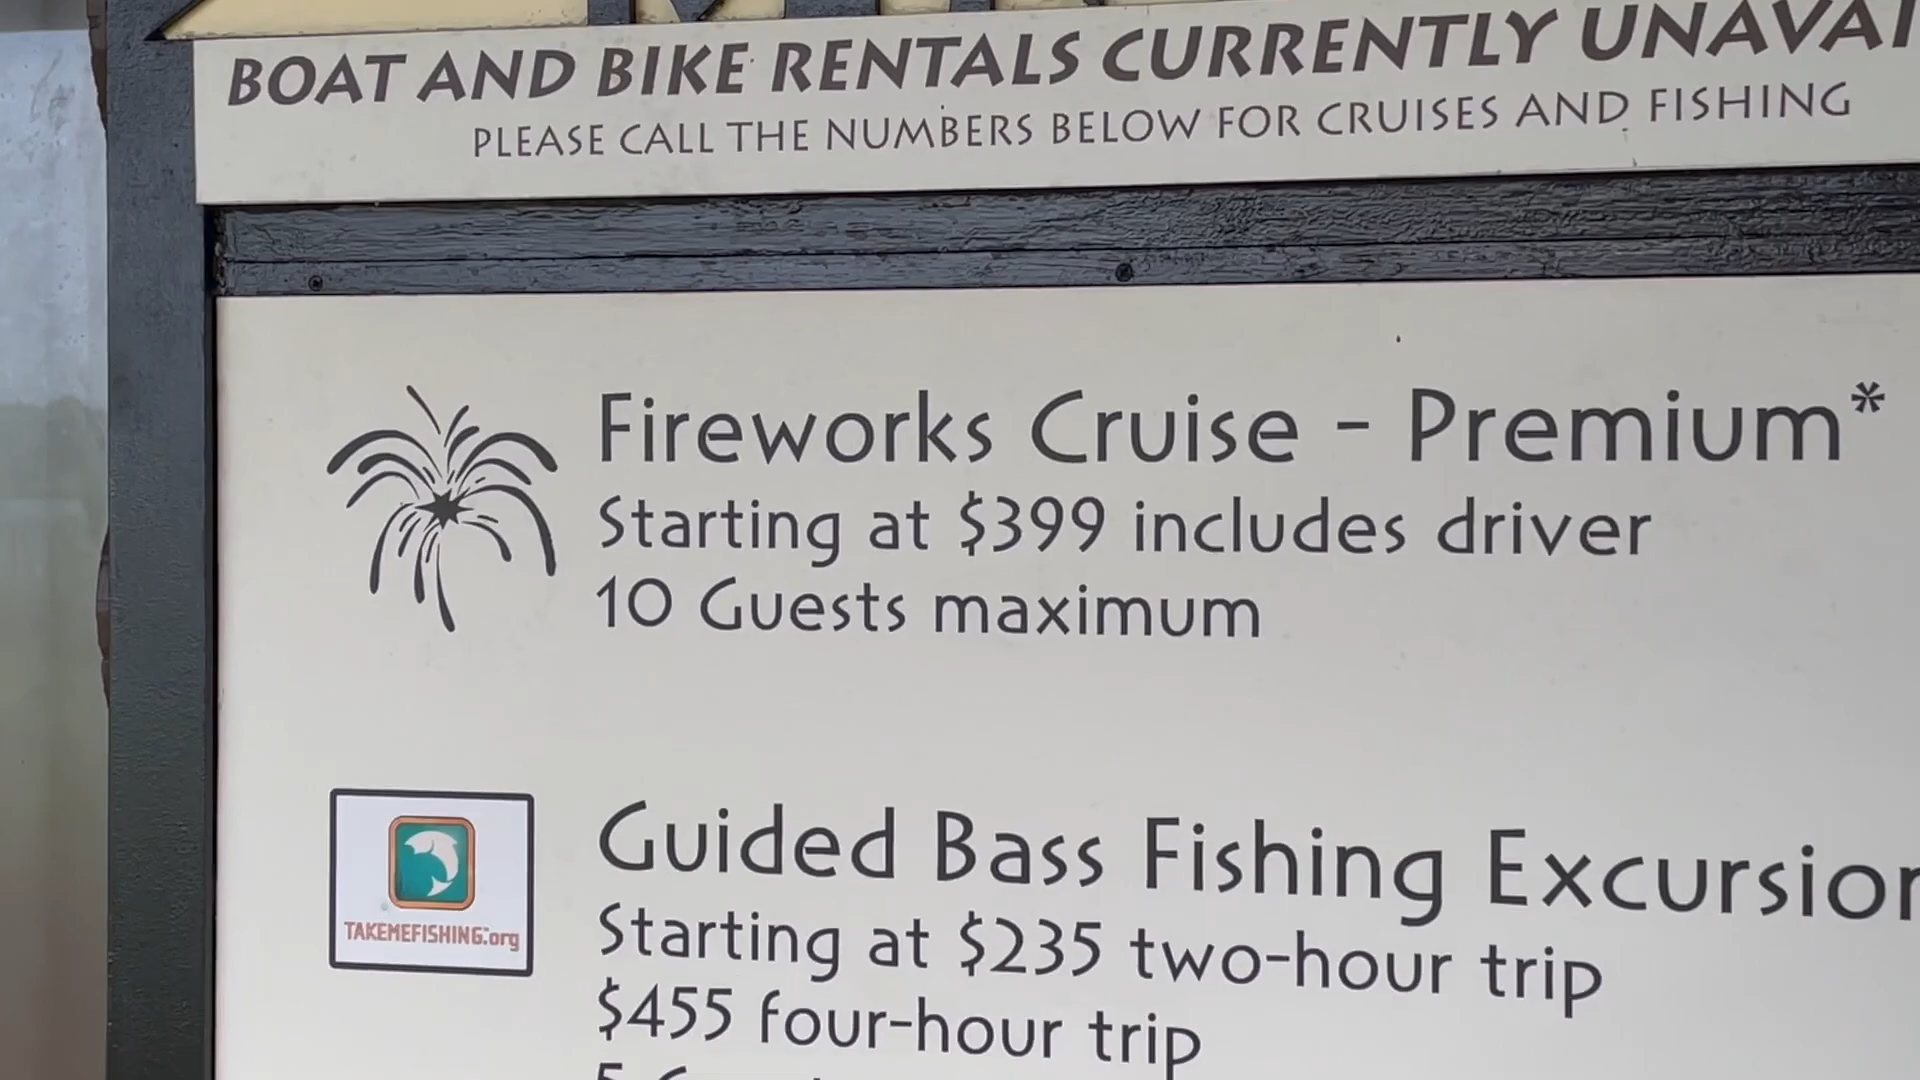 BOAT AND BIKE RENTALS CURRENTLY
PLEASE CALL THE NUMBERS BELOW FOR CRUISES AND FISHING
Fireworks Cruise - Premium*
Starting at $399 includes driver
10 Guests maximum
TAKEMEFISHING.org
Guided Bass Fishing
Starting at $235 two-hour trip
$455 four-hour trip